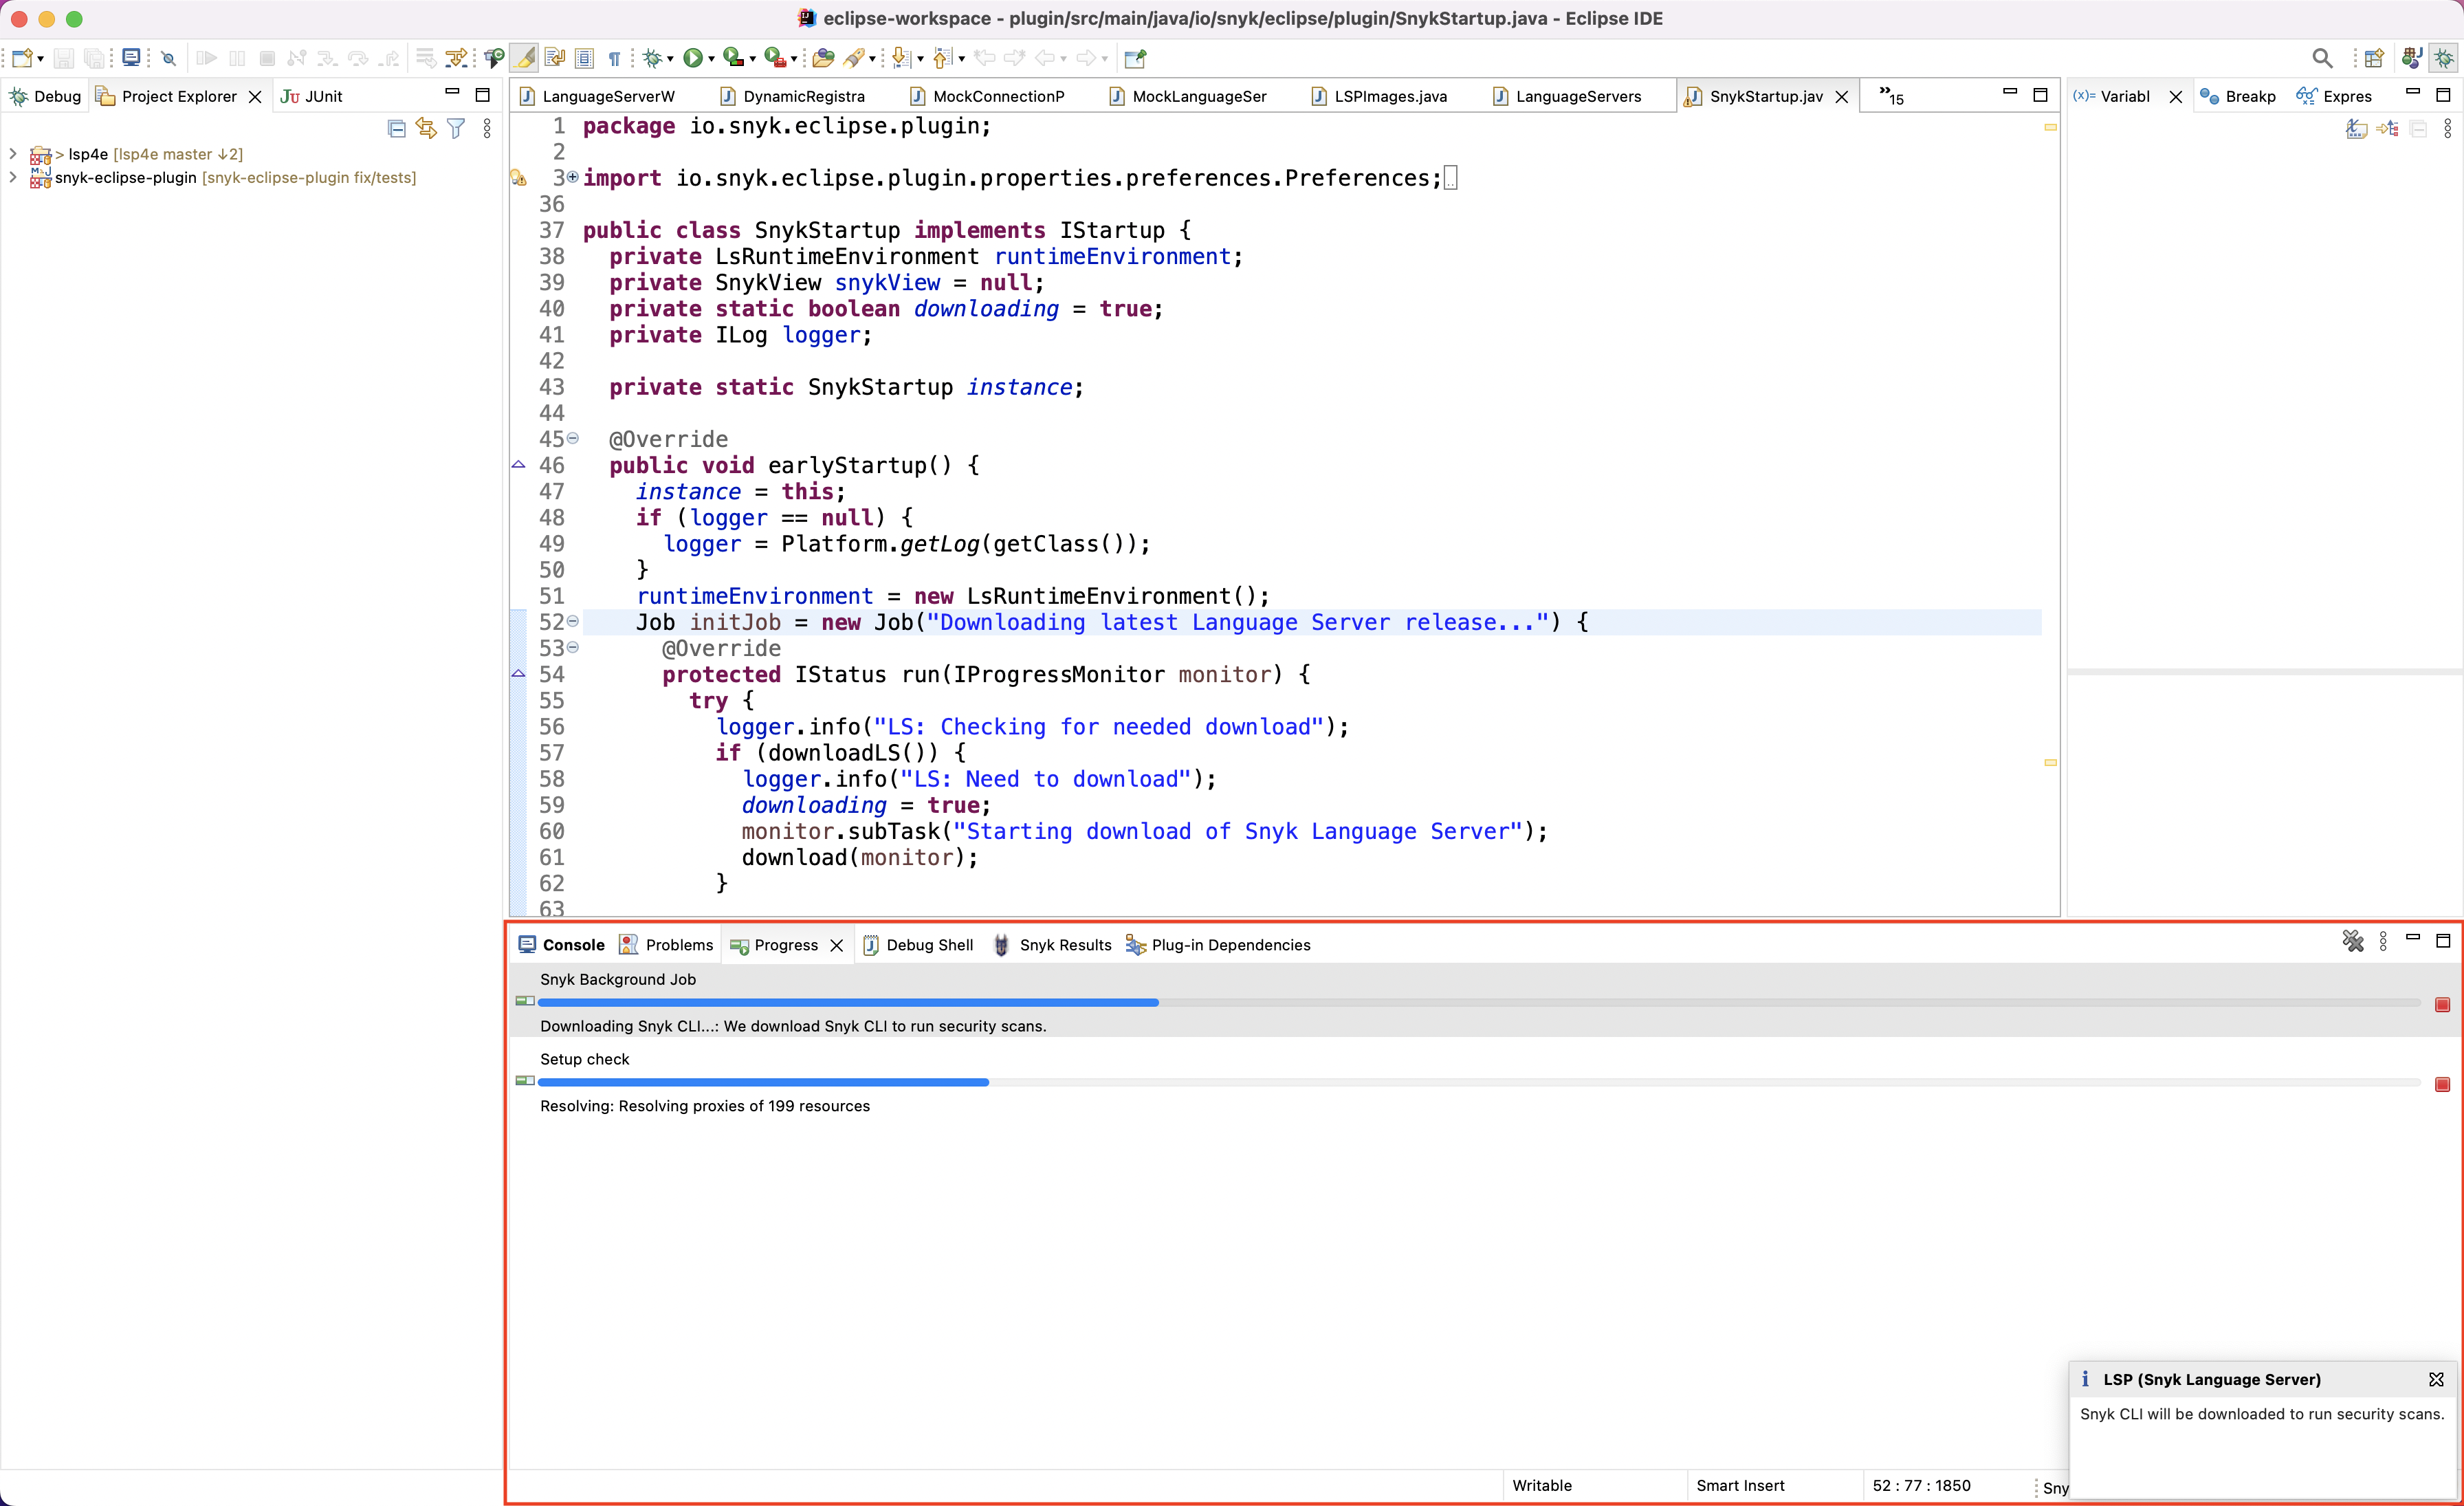 eclipse-workspace - plugin/src/main/java/io/snyk/eclipse/plugin/SnykStartup.java - Eclipse IDE
Debug Project Explorer JUnit
> lsp4e [lsp4e master ↓2]
snyk-eclipse-plugin [snyk-eclipse-plugin fix/tests]
LanguageServerW DynamicRegistra MockConnectionP MockLanguageSer LSPImages.java LanguageServers SnykStartup.jav »15
1 package io.snyk.eclipse.plugin;
2
3 import io.snyk.eclipse.plugin.properties.preferences.Preferences;
36
37 public class SnykStartup implements IStartup {
38 private LsRuntimeEnvironment runtimeEnvironment;
39 private SnykView snykView = null;
40 private static boolean downloading = true;
41 private ILog logger;
42
43 private static SnykStartup instance;
44
45 @Override
46 public void earlyStartup() {
47 instance = this;
48 if (logger == null) {
49 logger = Platform.getLog(getClass());
50 }
51 runtimeEnvironment = new LsRuntimeEnvironment();
52 Job initJob = new Job("Downloading latest Language Server release...") {
53 @Override
54 protected IStatus run(IProgressMonitor monitor) {
55 try {
56 logger.info("LS: Checking for needed download");
57 if (downloadLS()) {
58 logger.info("LS: Need to download");
59 downloading = true;
60 monitor.subTask("Starting download of Snyk Language Server");
61 download(monitor);
62 }
63
(x)= Variabl Breakp Expres
Console Problems Progress Debug Shell Snyk Results Plug-in Dependencies
Snyk Background Job
Downloading Snyk CLI...: We download Snyk CLI to run security scans.
Setup check
Resolving: Resolving proxies of 199 resources
LSP (Snyk Language Server)
Snyk CLI will be downloaded to run security scans.
Writable Smart Insert 52 : 77 : 1850 Sny